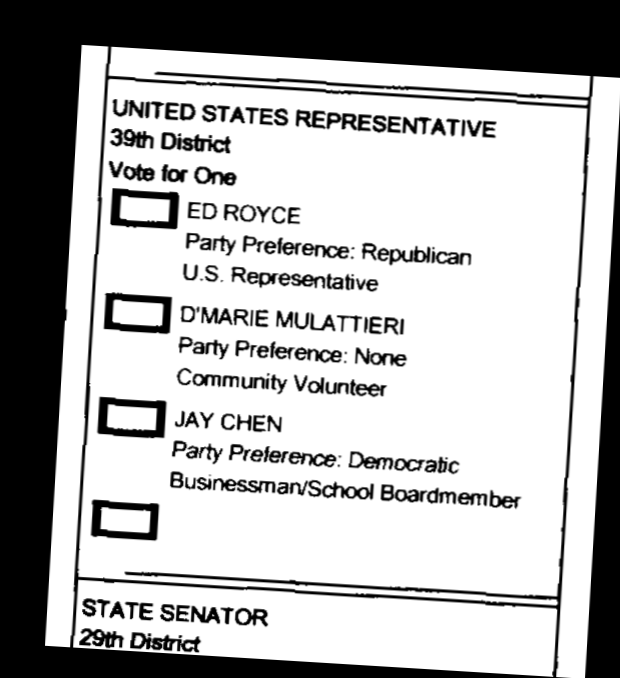 UNITED STATES REPRESENTATIVE
39th District
Vote for One
ED ROYCE
Party Preference: Republican
U.S. Representative
D'MARIE MULATTIERI
Party Preference: None
Community Volunteer
JAY CHEN
Party Preference: Democratic
Businessman/School Boardmember
STATE SENATOR
29th District